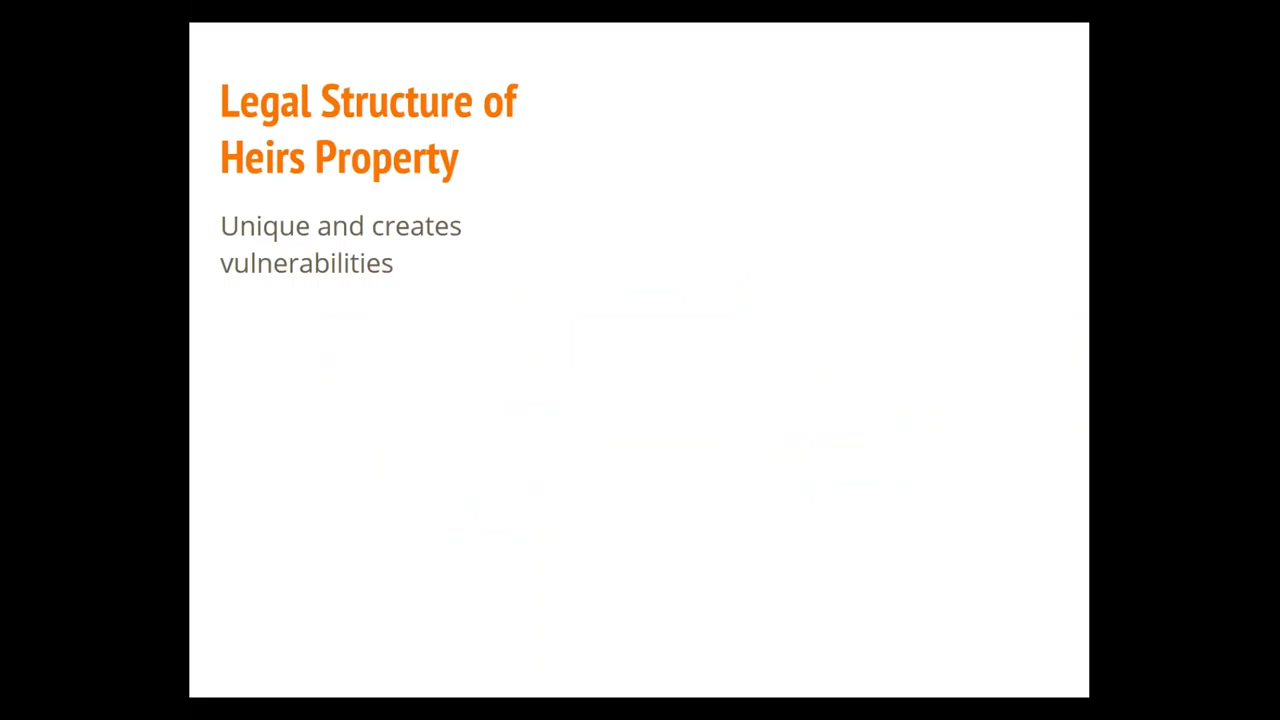 Legal Structure of
Heirs Property
Unique and creates
vulnerabilities